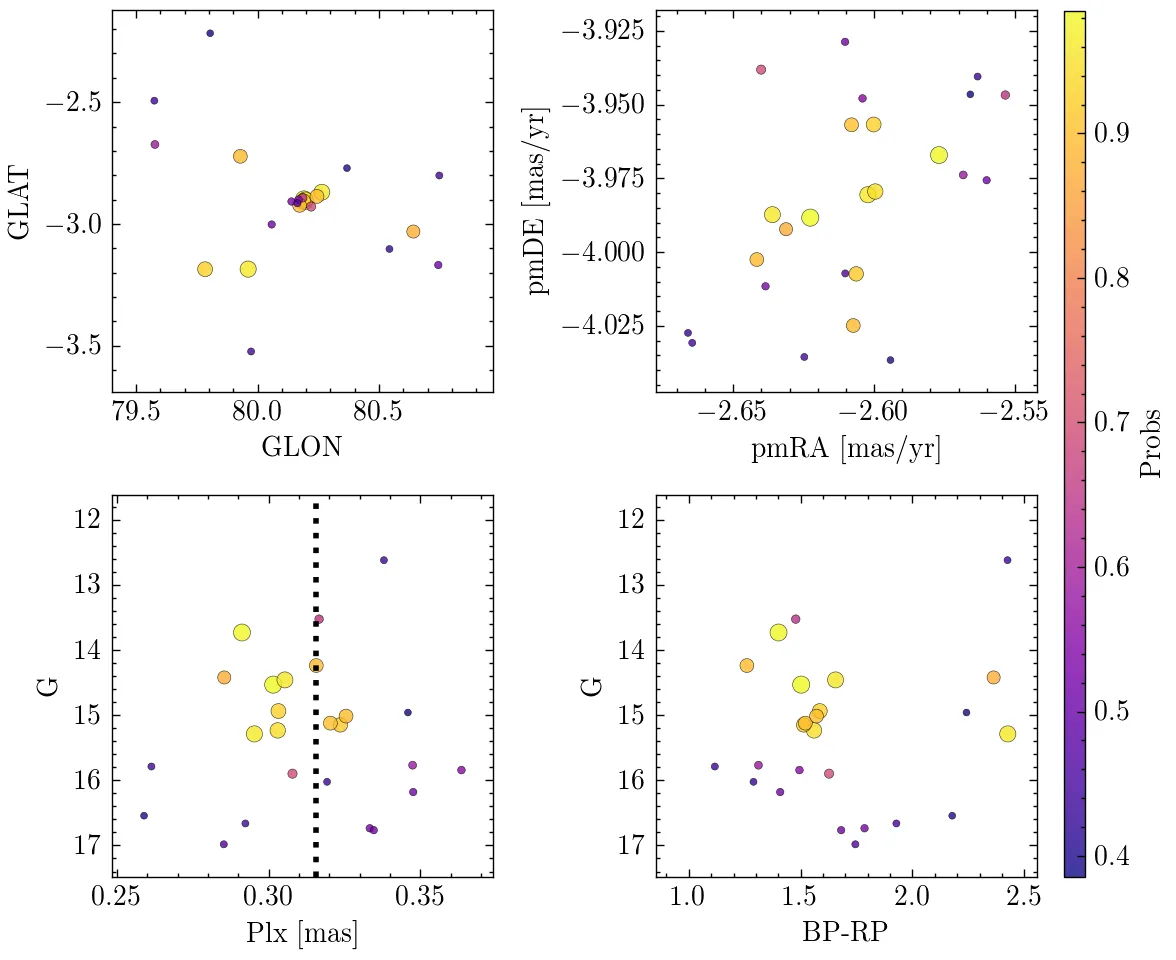 −2.5
−3.0
−3.5
GLAT
79.5 80.0 80.5
GLON
−3.925
−3.950
−3.975
−4.000
−4.025
pmDE [mas/yr]
−2.65 −2.60 −2.55
pmRA [mas/yr]
12
13
14
15
16
17
G
0.25 0.30 0.35
Plx [mas]
12
13
14
15
16
17
G
1.0 1.5 2.0 2.5
BP-RP
0.9
0.8
0.7
0.6
0.5
0.4
Probs